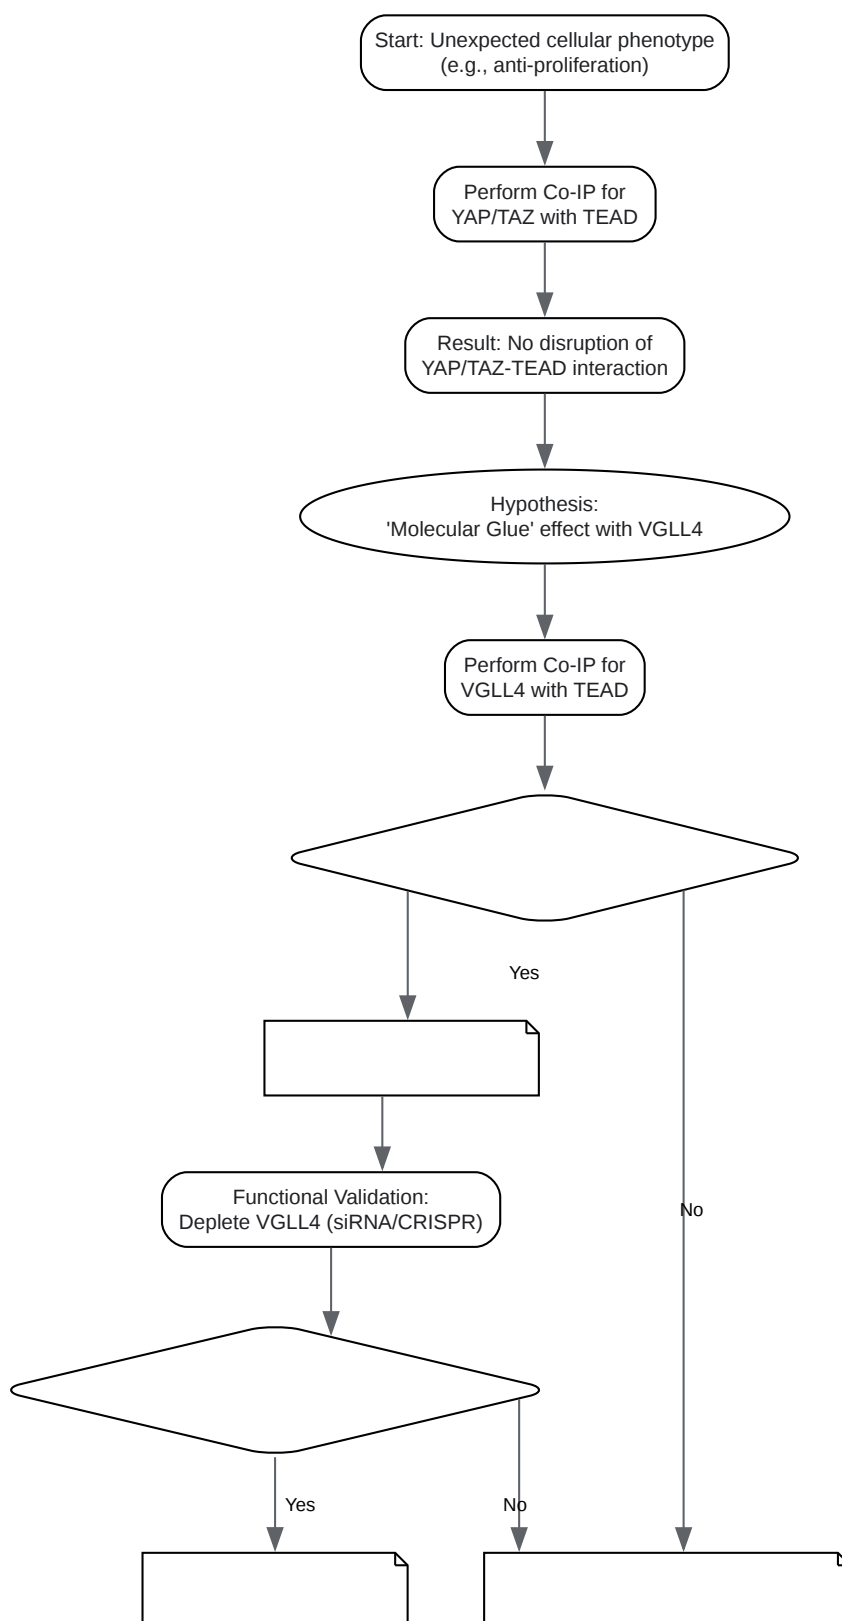 Start: Unexpected cellular phenotype
(e.g., anti-proliferation)
Perform Co-IP for
YAP/TAZ with TEAD
Result: No disruption of
YAP/TAZ-TEAD interaction
Hypothesis:
'Molecular Glue' effect with VGLL4
Perform Co-IP for
VGLL4 with TEAD
Yes
Functional Validation:
Deplete VGLL4 (siRNA/CRISPR)
No
Yes
No